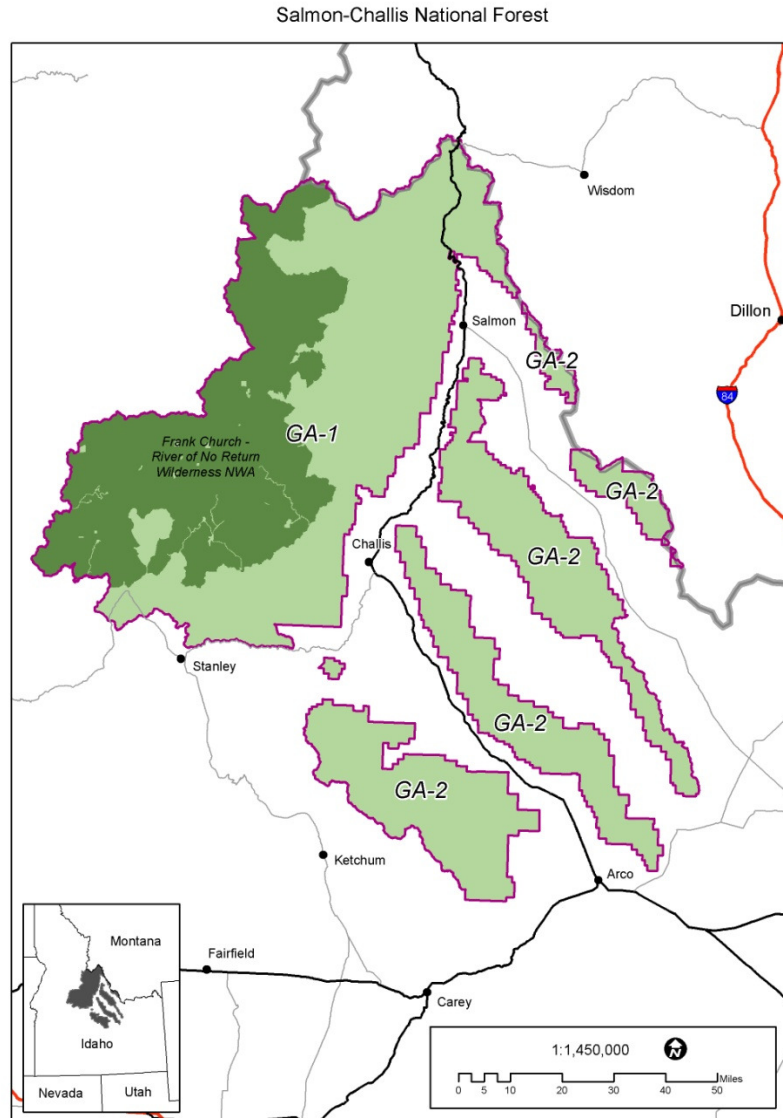 Salmon-Challis National Forest
Wisdom
Dillon
Salmon
GA-2
84
GA-1
Frank Church -
River of No Return
Wilderness NWA
GA-2
Challis
GA-2
Stanley
GA-2
GA-2
Ketchum
Arco
Montana
Fairfield
Carey
Idaho
Nevada
Utah
1:1,450,000
N
Miles
0 5 10 20 30 40 50